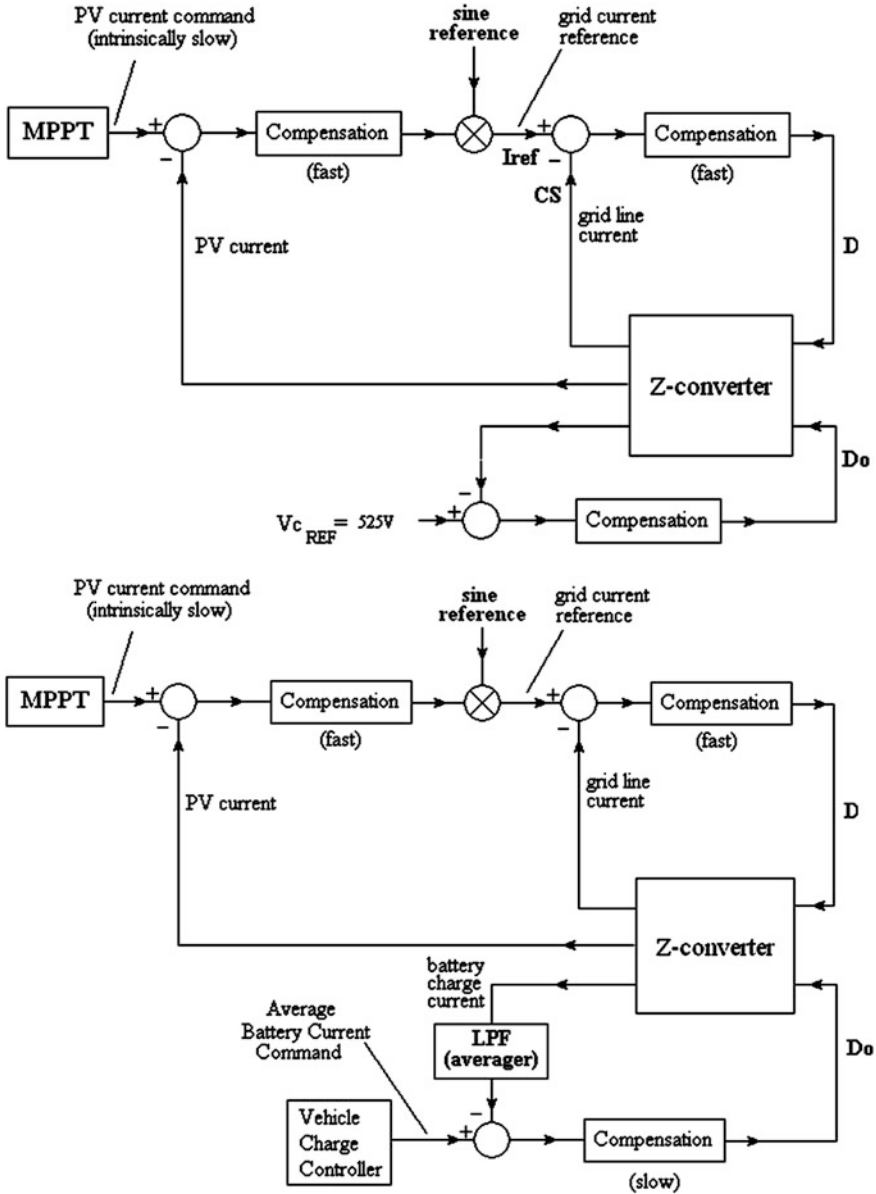 PV current command
(intrinsically slow)
sine
reference
grid current
reference
MPPT
+
−
Compensation
(fast)
Iref
+
−
CS
Compensation
(fast)
PV current
grid line
current
D
Z-converter
Do
−
+
Vc REF = 525V
Compensation
PV current command
(intrinsically slow)
sine
reference
grid current
reference
MPPT
+
−
Compensation
(fast)
+
−
Compensation
(fast)
PV current
grid line
current
D
Z-converter
battery
charge
current
Average
Battery Current
Command
LPF
(averager)
Do
−
+
Vehicle
Charge
Controller
Compensation
(slow)